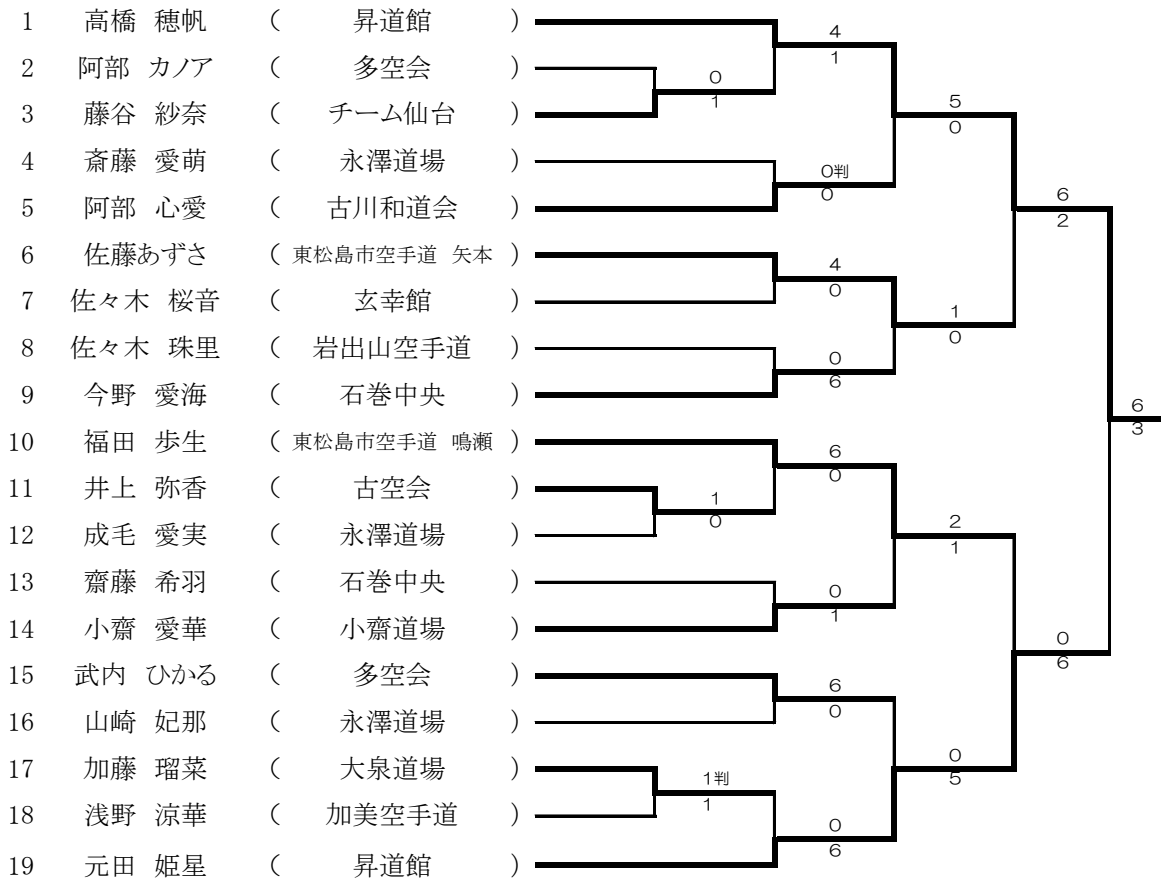 1 高橋 穂帆 ( 昇道館 )
4
1
2 阿部 カノア ( 多空会 )
0
1
3 藤谷 紗奈 ( チーム仙台 )
5
0
4 斎藤 愛萌 ( 永澤道場 )
0判
0
5 阿部 心愛 ( 古川和道会 )
6
2
6 佐藤あずさ ( 東松島市空手道 矢本 )
4
0
7 佐々木 桜音 ( 玄幸館 )
1
0
8 佐々木 珠里 ( 岩出山空手道 )
0
6
9 今野 愛海 ( 石巻中央 )
6
3
10 福田 歩生 ( 東松島市空手道 鳴瀬 )
6
0
11 井上 弥香 ( 古空会 )
1
0
12 成毛 愛実 ( 永澤道場 )
2
1
13 齋藤 希羽 ( 石巻中央 )
0
1
14 小齋 愛華 ( 小齋道場 )
0
6
15 武内 ひかる ( 多空会 )
6
0
16 山崎 妃那 ( 永澤道場 )
0
5
17 加藤 瑠菜 ( 大泉道場 )
1判
1
18 浅野 涼華 ( 加美空手道 )
0
6
19 元田 姫星 ( 昇道館 )